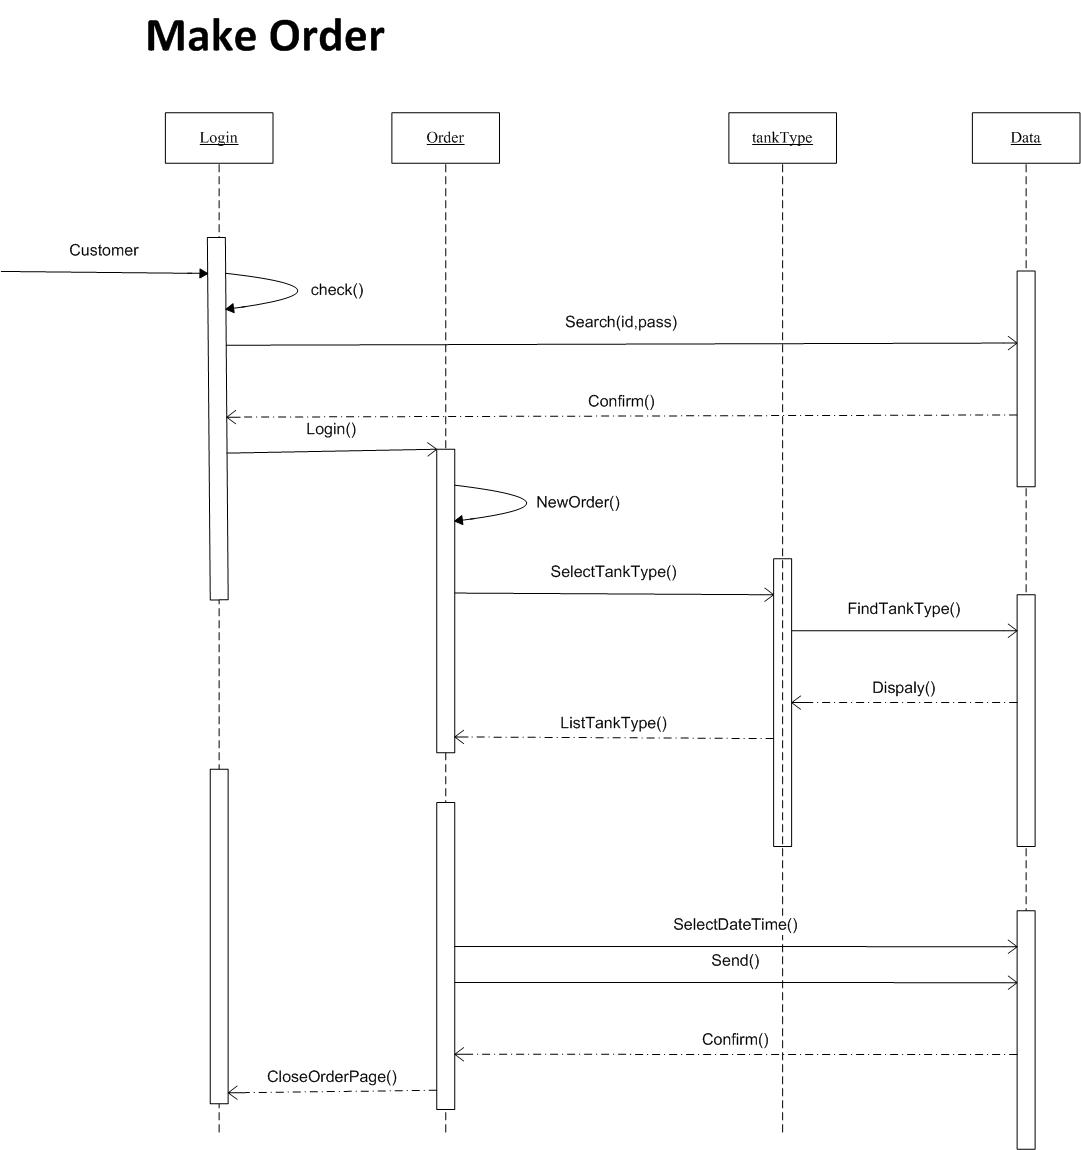 Make Order
Login
Order
tankType
Data
Customer
check()
Search(id,pass)
Confirm()
Login()
NewOrder()
SelectTankType()
FindTankType()
Dispaly()
ListTankType()
SelectDateTime()
Send()
Confirm()
CloseOrderPage()